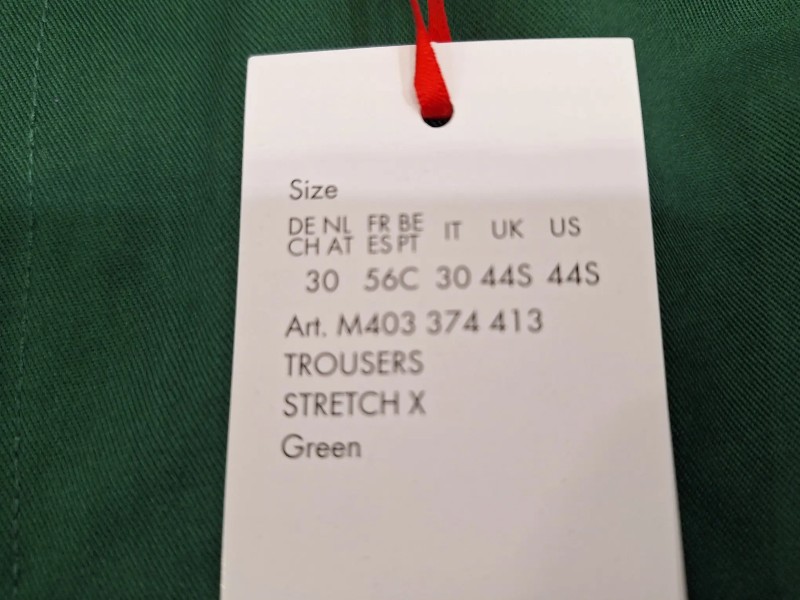 Size
DE NL FR BE IT UK US
CH AT ES PT
30 56C 30 44S 44S
Art. M403 374 413
TROUSERS
STRETCH X
Green